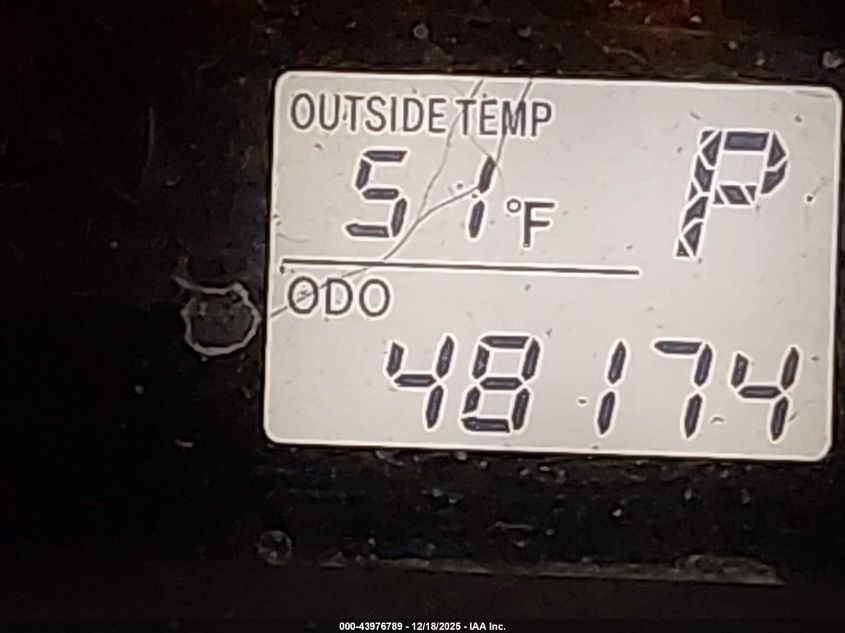 OUTSIDE TEMP
51°F P
ODO
48174
000-43976789 - 12/18/2025 - IAA Inc.